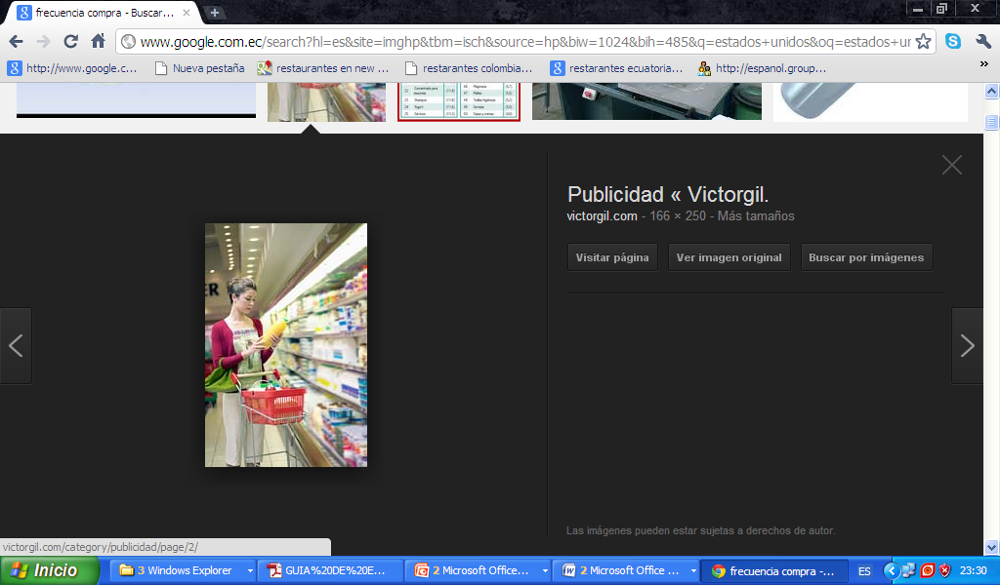 frecuencia compra - Buscar...
www.google.com.ec/search?hl=es&site=imghp&tbm=isch&source=hp&biw=1024&bih=485&q=estados+unidos&oq=estados+ur
http://www.google.c... Nueva pestaña restaurantes en new ... restarantes colombia... restarantes ecuatoria... http://espanol.group... »
Publicidad « Victorgil.
victorgil.com - 166 × 250 - Más tamaños
Visitar página Ver imagen original Buscar por imágenes
ER
Las imágenes pueden estar sujetas a derechos de autor.
victorgil.com/category/publicidad/page/2/
Inicio 3 Windows Explorer GUIA%20DE%20E... 2 Microsoft Office... 2 Microsoft Office ... frecuencia compra -... ES 23:30